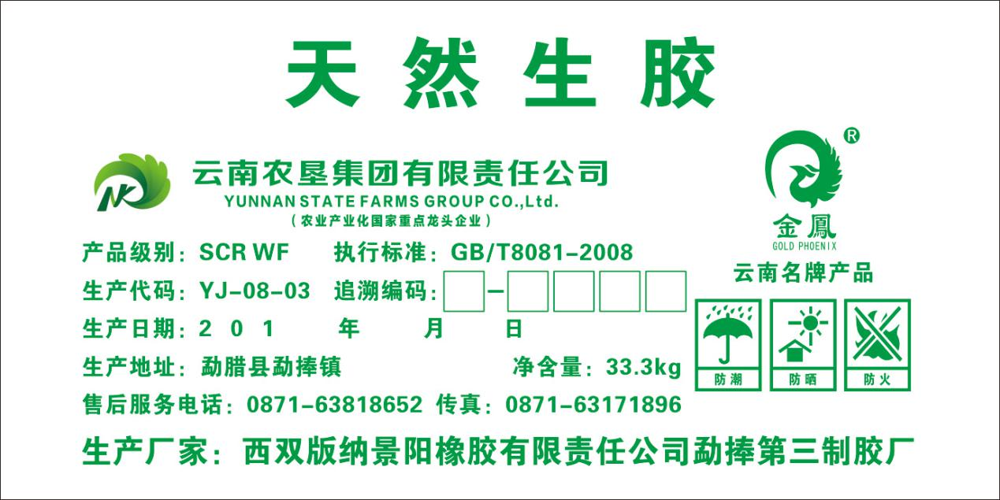 天然生胶
NK
云南农垦集团有限责任公司
YUNNAN STATE FARMS GROUP CO.,Ltd.
(农业产业化国家重点龙头企业)
®
金鳳
GOLD PHOENIX
云南名牌产品
产品级别：SCR WF 执行标准：GB/T8081-2008
生产代码：YJ-08-03 追溯编码：□-□□□□
生产日期：2 0 1 年 月 日
生产地址：勐腊县勐捧镇 净含量：33.3kg
售后服务电话：0871-63818652 传真：0871-63171896
防潮 防晒 防火
生产厂家：西双版纳景阳橡胶有限责任公司勐捧第三制胶厂